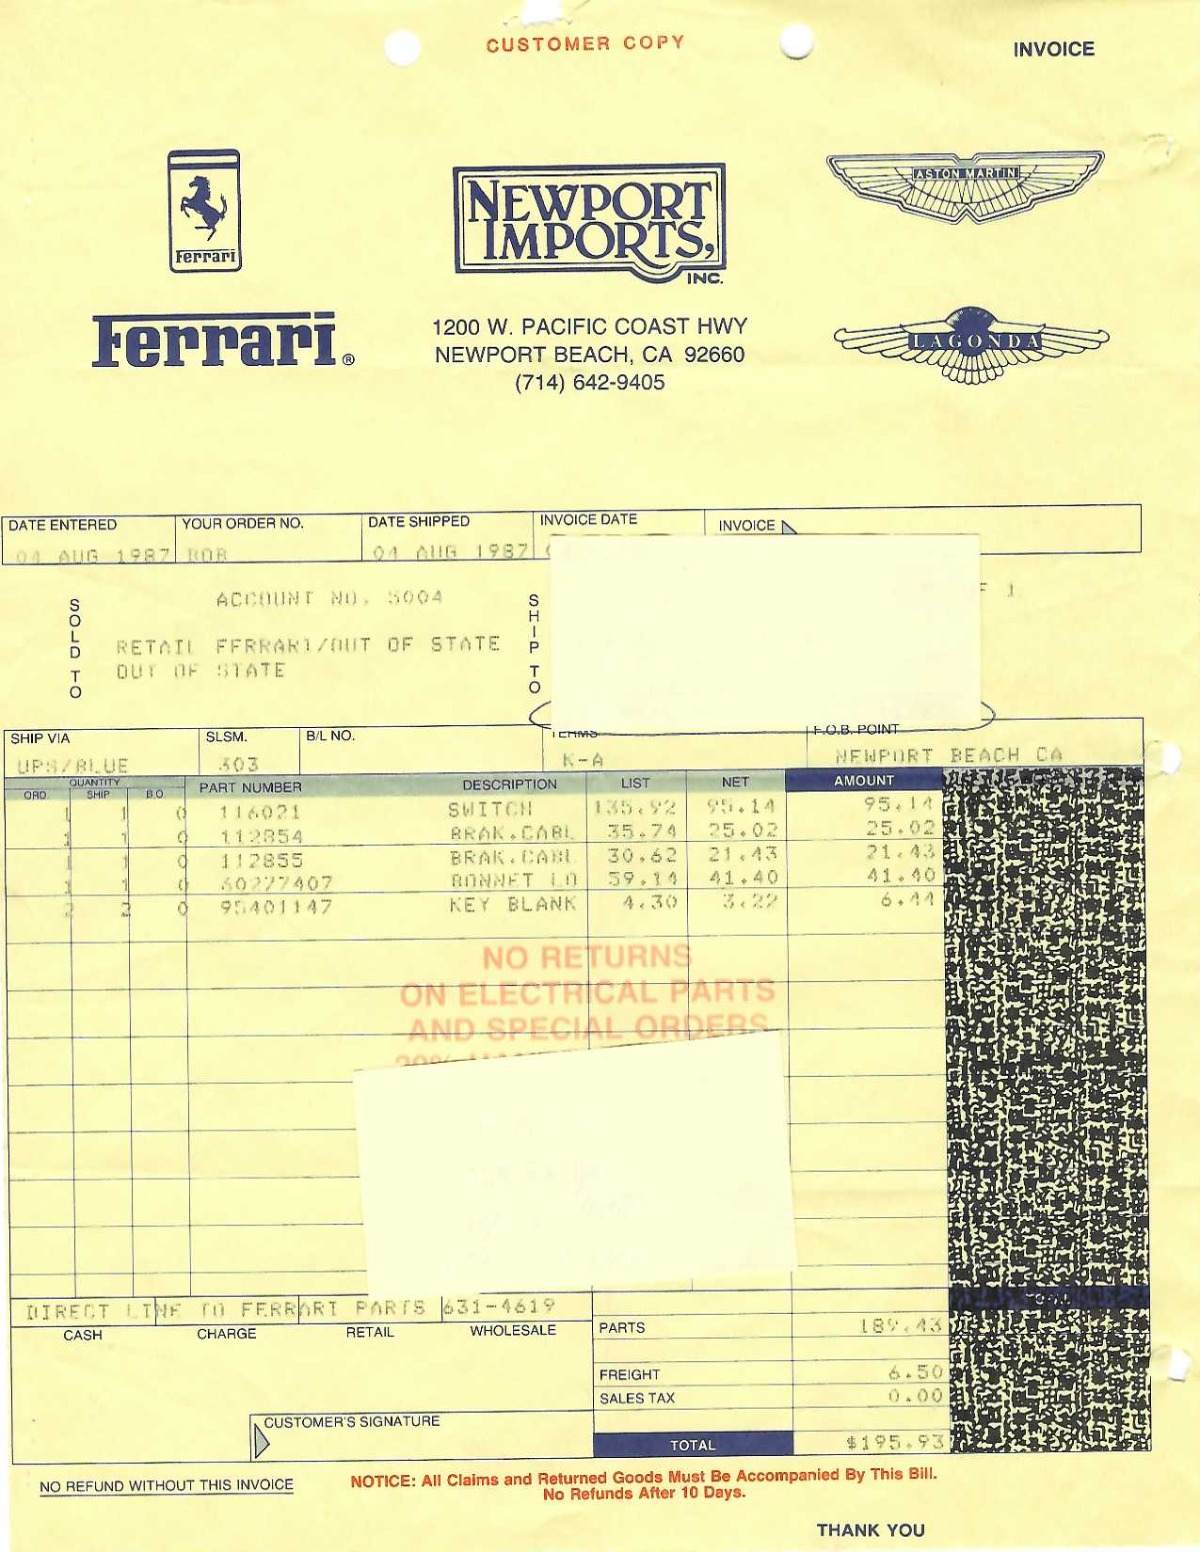 CUSTOMER COPY
INVOICE
Ferrari
NEWPORT
IMPORTS,
INC.
ASTON MARTIN
Ferrari®
1200 W. PACIFIC COAST HWY
NEWPORT BEACH, CA 92660
(714) 642-9405
LAGONDA
DATE ENTERED YOUR ORDER NO. DATE SHIPPED INVOICE DATE INVOICE
04 AUG 1987 BOB 04 AUG 1987
SOLD TO
SHIP TO
ACCOUNT NO. 5004
1
RETAIL FERRARI/OUT OF STATE
OUT OF STATE
SHIP VIA SLSM. B/L NO. TERMS F.O.B. POINT
UPS/BLUE 303 K-A NEWPORT BEACH CA
QUANTITY
ORD SHIP B.O PART NUMBER DESCRIPTION LIST NET AMOUNT
1 1 0 116021 SWITCH 135.92 95.14 95.14
1 1 0 112854 BRAK.CABL 35.74 25.02 25.02
1 1 0 112855 BRAK.CABL 30.62 21.43 21.43
1 1 0 60277407 BONNET LO 59.14 41.40 41.40
2 2 0 95401147 KEY BLANK 4.30 3.22 6.44
NO RETURNS
ON ELECTRICAL PARTS
AND SPECIAL ORDERS
DIRECT LINE TO FERRARI PARTS 631-4619
CASH CHARGE RETAIL WHOLESALE
PARTS 189.43
FREIGHT 6.50
SALES TAX 0.00
CUSTOMER'S SIGNATURE
TOTAL $195.93
NO REFUND WITHOUT THIS INVOICE
NOTICE: All Claims and Returned Goods Must Be Accompanied By This Bill.
No Refunds After 10 Days.
THANK YOU